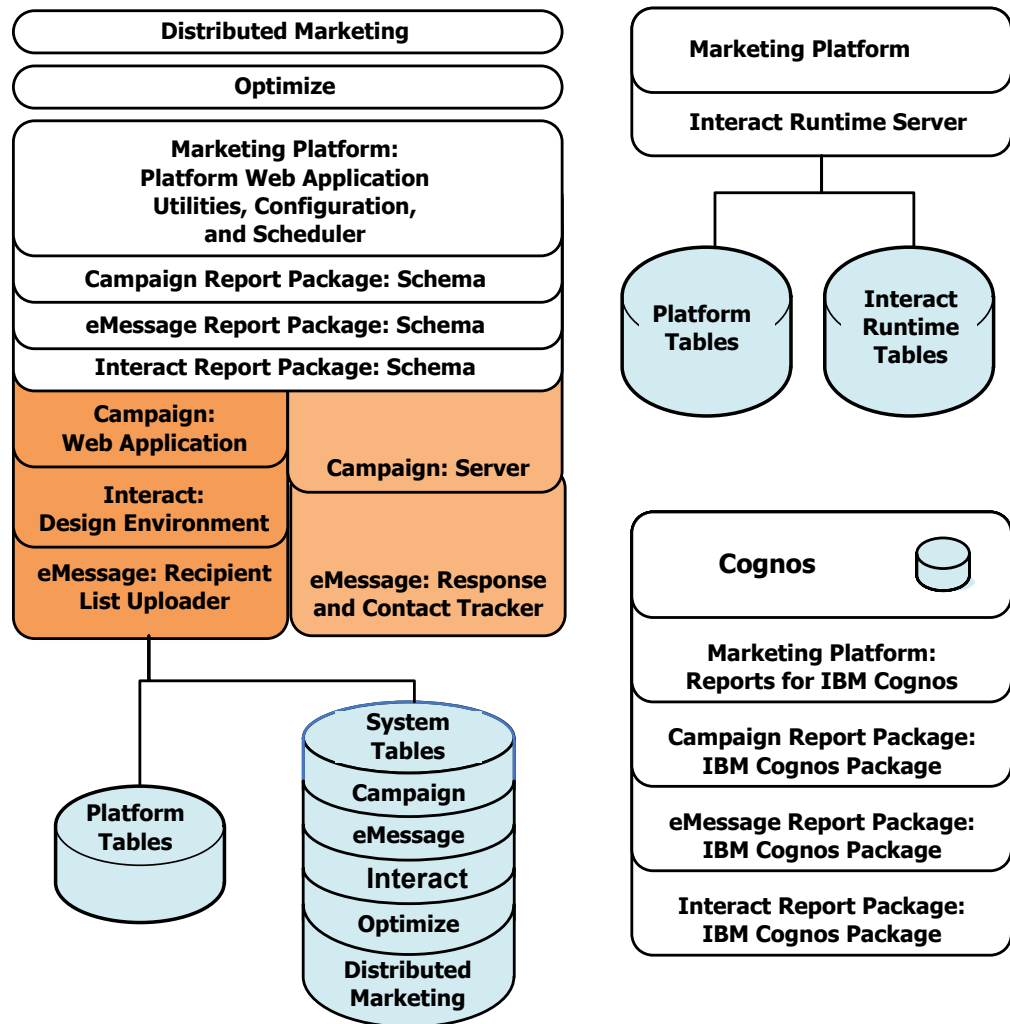 Distributed Marketing
Optimize
Marketing Platform:
Platform Web Application
Utilities, Configuration,
and Scheduler
Campaign Report Package: Schema
eMessage Report Package: Schema
Interact Report Package: Schema
Campaign:
Web Application
Campaign: Server
Interact:
Design Environment
eMessage: Recipient
List Uploader
eMessage: Response
and Contact Tracker
Platform
Tables
System
Tables
Campaign
eMessage
Interact
Optimize
Distributed
Marketing
Marketing Platform
Interact Runtime Server
Platform
Tables
Interact
Runtime
Tables
Cognos
Marketing Platform:
Reports for IBM Cognos
Campaign Report Package:
IBM Cognos Package
eMessage Report Package:
IBM Cognos Package
Interact Report Package:
IBM Cognos Package